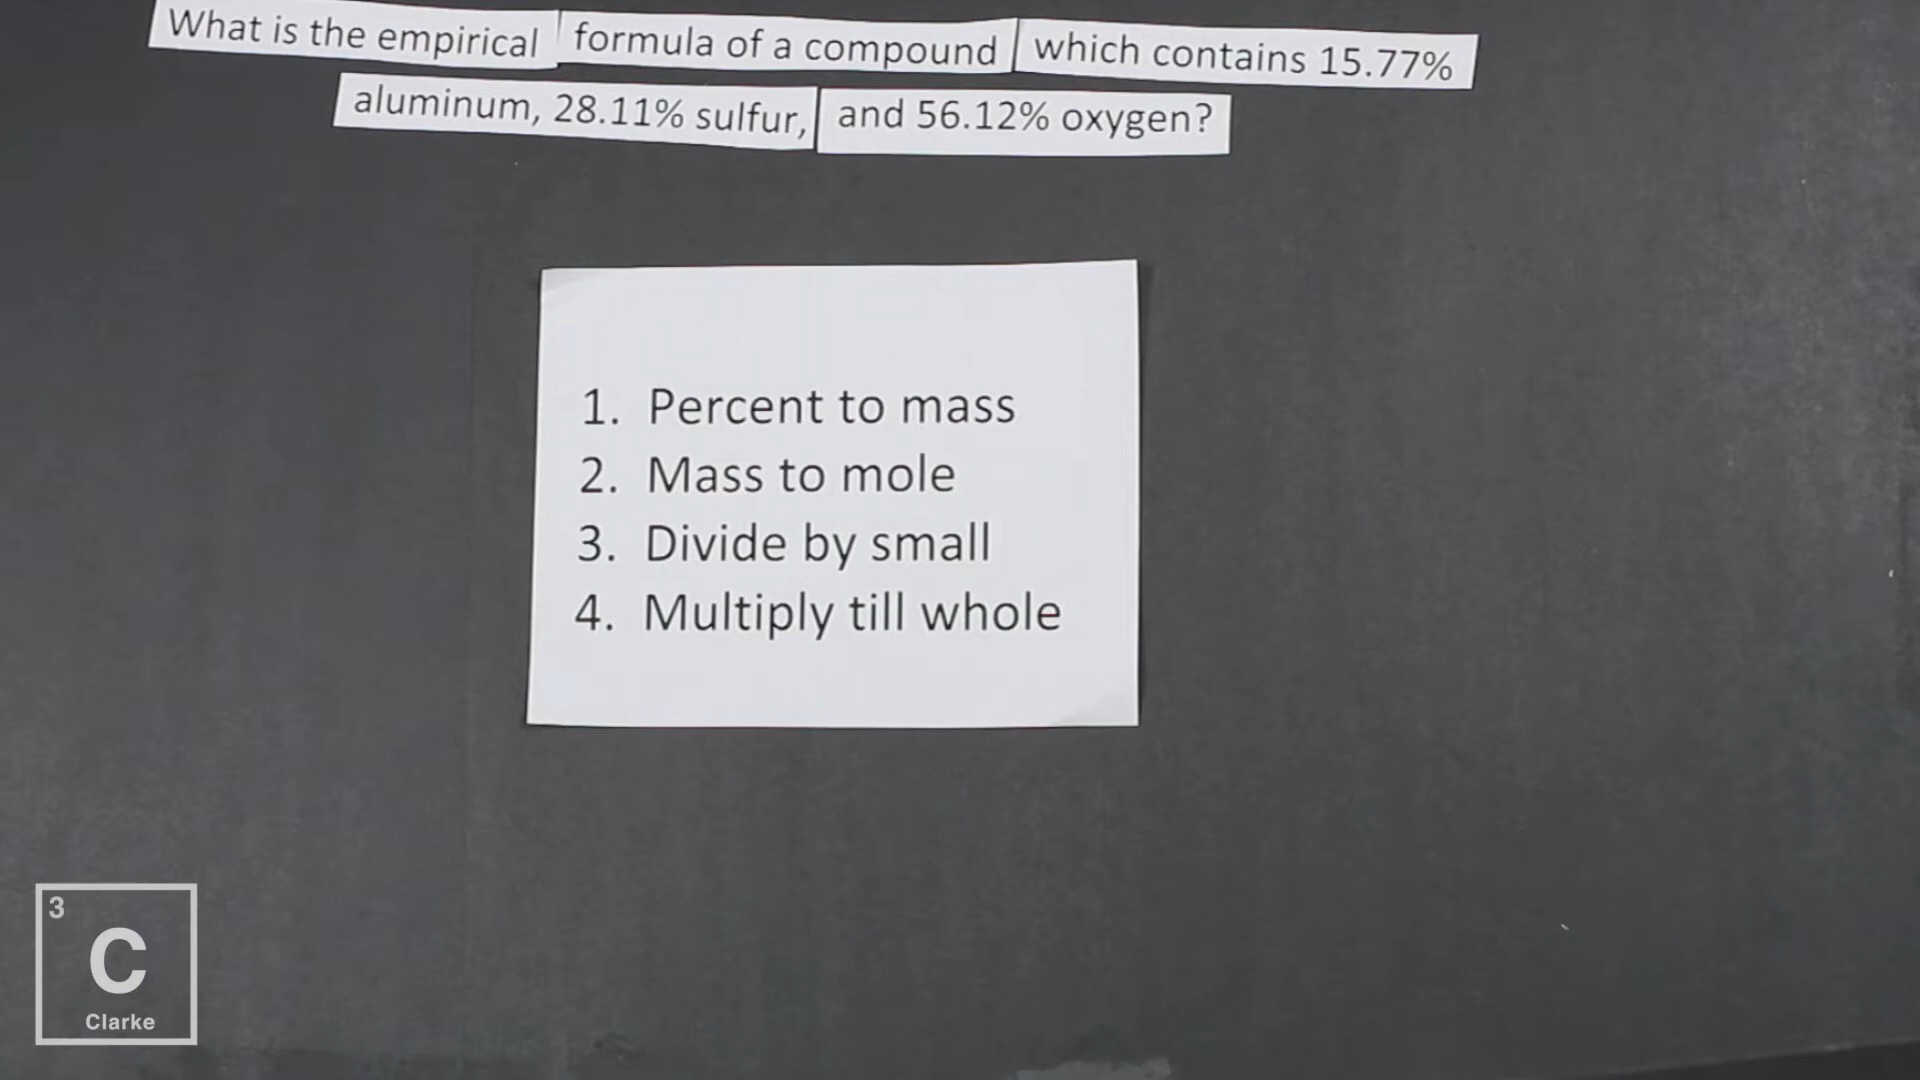 What is the empirical formula of a compound which contains 15.77%
aluminum, 28.11% sulfur, and 56.12% oxygen?
1. Percent to mass
2. Mass to mole
3. Divide by small
4. Multiply till whole
3
C
Clarke